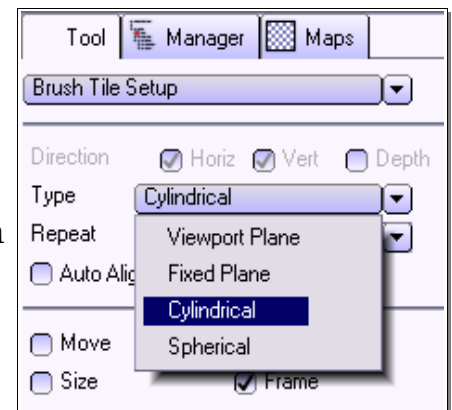 Tool Manager Maps
Brush Tile Setup
Direction Horiz Vert Depth
Type Cylindrical
Repeat
Viewport Plane
Auto Alig
Fixed Plane
Cylindrical
Move
Spherical
Size Frame